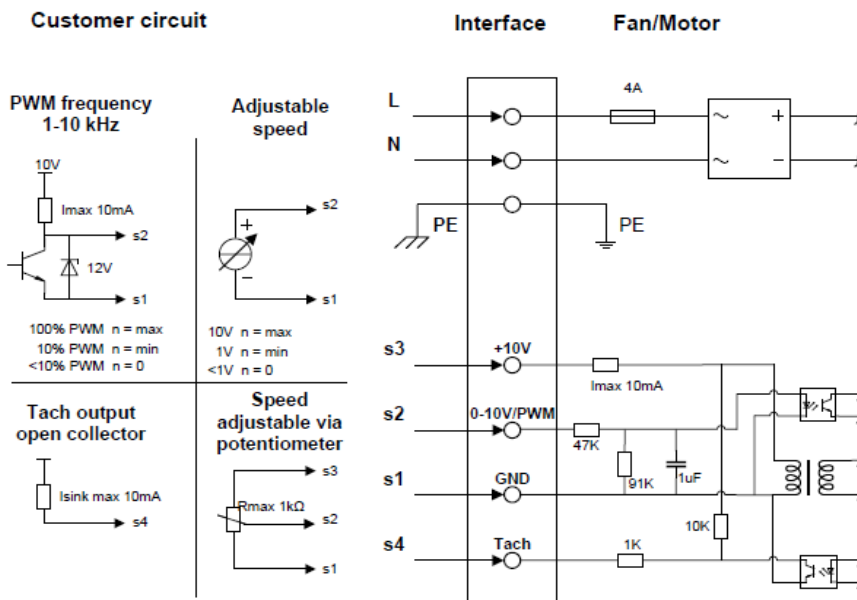 Customer circuit
Interface
Fan/Motor
PWM frequency
1-10 kHz
10V
Imax 10mA
s2
12V
s1
100% PWM n = max
10% PWM n = min
<10% PWM n = 0
Adjustable
speed
s2
+
−
s1
10V n = max
1V n = min
<1V n = 0
Tach output
open collector
Isink max 10mA
s4
Speed
adjustable via
potentiometer
s3
Rmax 1kΩ
s2
s1
L
4A
~ +
N
~ −
PE
PE
s3
+10V
Imax 10mA
s2
0-10V/PWM
47K
91K
1uF
s1
GND
10K
s4
Tach
1K